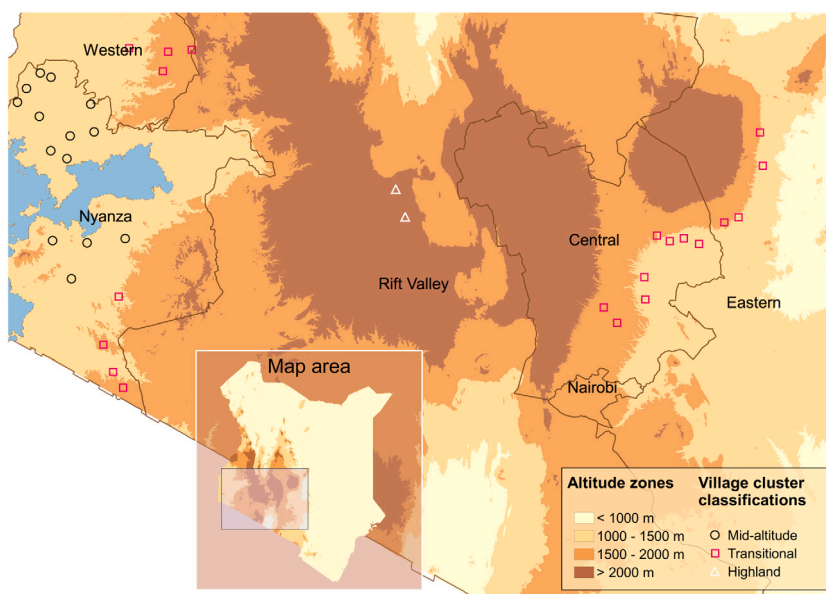 Western
Nyanza
Central
Rift Valley
Eastern
Nairobi
Map area
Altitude zones
< 1000 m
1000 - 1500 m
1500 - 2000 m
> 2000 m
Village cluster
classifications
Mid-altitude
Transitional
Highland